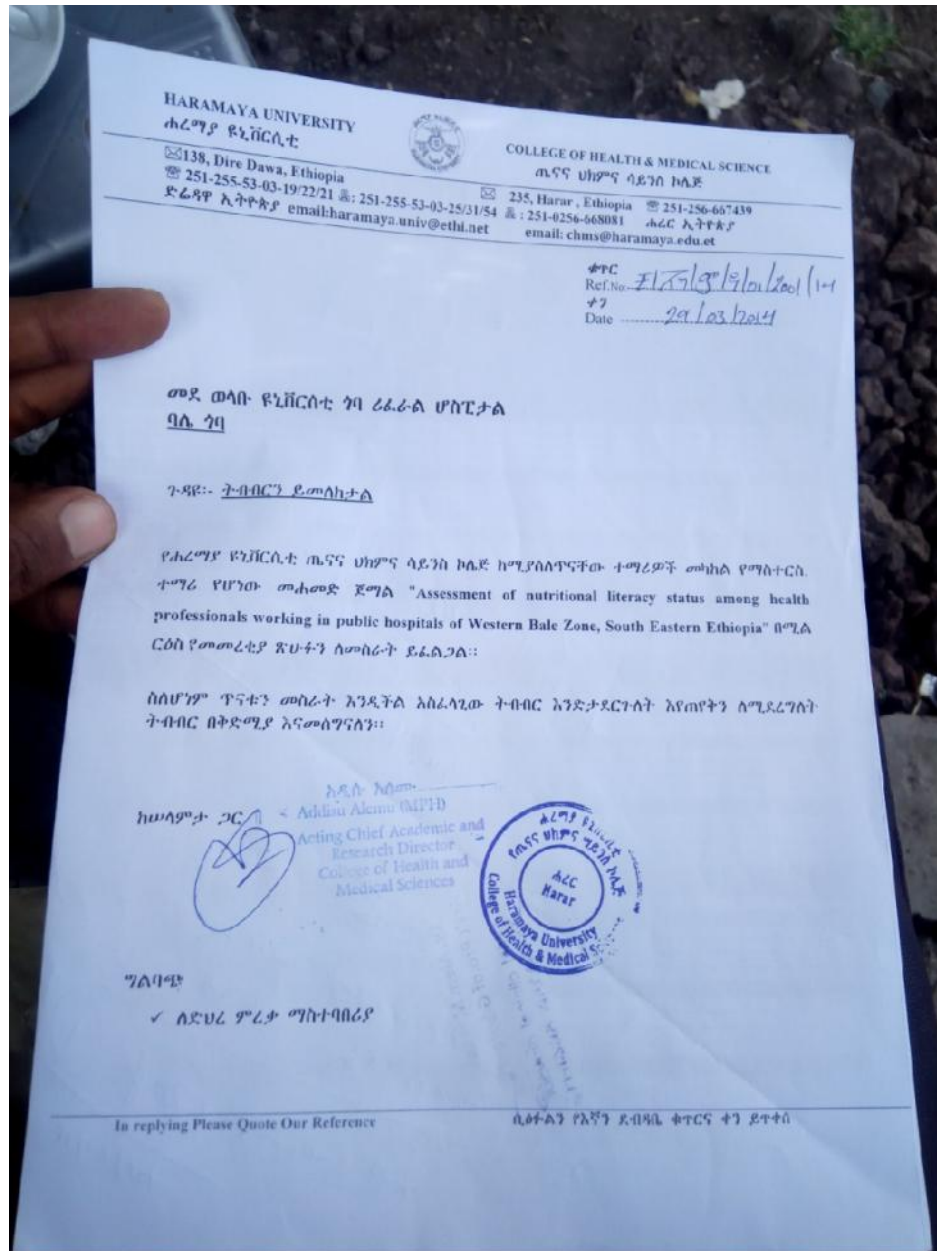 HARAMAYA UNIVERSITY
ሐረማያ ዩኒቨርሲቲ
138, Dire Dawa, Ethiopia
251-255-53-03-19/22/21 : 251-255-53-03-25/31/54
ድሬዳዋ ኢትዮጵያ email:haramaya.univ@ethi.net
COLLEGE OF HEALTH & MEDICAL SCIENCE
ጤናና ህክምና ሳይንስ ኮሌጅ
235, Harar , Ethiopia 251-256-667439
: 251-0256-668081 ሐረር ኢትዮጵያ
email: chms@haramaya.edu.et
ቁጥር
Ref.No.
ቀን
Date 29/03/2014
መደ ወላቡ ዩኒቨርሰቲ ጎባ ሪፈራል ሆስፒታል
ባሌ ጎባ
ጉዳዩ፡- ትብብርን ይመለከታል
የሐረማያ ዩኒቨርሲቲ ጤናና ህክምና ሳይንስ ኮሌጅ ከሚያሰለጥናቸው ተማሪዎች መካከል የማስተርስ
ተማሪ የሆነው መሐመድ ጀማል "Assessment of nutritional literacy status among health
professionals working in public hospitals of Western Bale Zone, South Eastern Ethiopia" በሚል
ርዕስ የመመረቂያ ጽሁፉን ለመስራት ይፈልጋል፡፡
ስለሆነም ጥናቱን መስራት እንዲችል አስፈላጊው ትብብር እንድታደርጉለት እየጠየቅን ለሚደረግለት
ትብብር በቅድሚያ እናመሰግናለን፡፡
ከሠላምታ ጋር
አዲሱ አለሙ
Addisu Alemu (MPH)
Acting Chief Academic and
Research Director
College of Health and
Medical Sciences
ሐረማያ ዩኒቨርሲቲ
የጤናና ህክምና ሳይንስ ኮሌጅ
ሐረር
Harar
Haramaya University
College of Health & Medical
ግልባጭ
✓ ለድህረ ምረቃ ማስተባበሪያ
In replying Please Quote Our Reference
ሲፅፉልን የእኛን ደብዳቤ ቁጥርና ቀን ይጥቀሱ